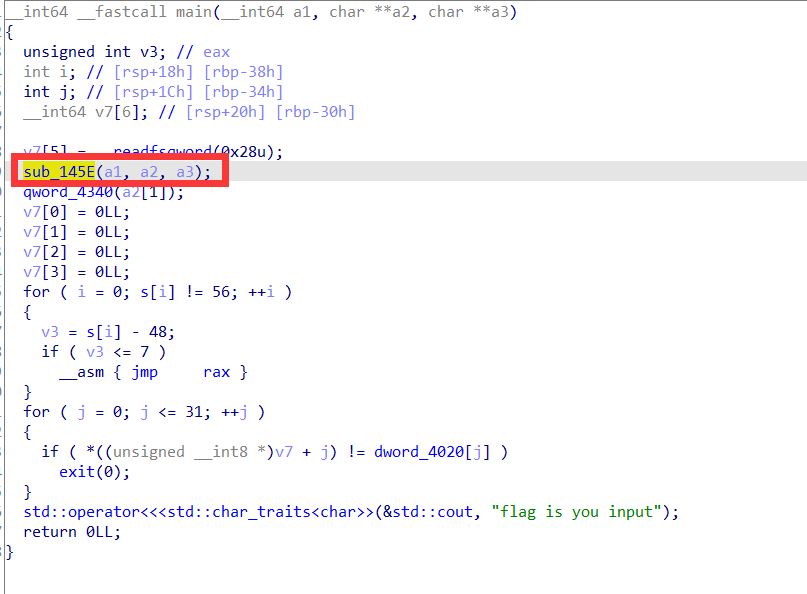 __int64 __fastcall main(__int64 a1, char **a2, char **a3)
{
  unsigned int v3; // eax
  int i; // [rsp+18h] [rbp-38h]
  int j; // [rsp+1Ch] [rbp-34h]
  __int64 v7[6]; // [rsp+20h] [rbp-30h]

  v7[5] = __readfsqword(0x28u);
  sub_145E(a1, a2, a3);
  qword_4340(a2[1]);
  v7[0] = 0LL;
  v7[1] = 0LL;
  v7[2] = 0LL;
  v7[3] = 0LL;
  for ( i = 0; s[i] != 56; ++i )
  {
    v3 = s[i] - 48;
    if ( v3 <= 7 )
      __asm { jmp     rax }
  }
  for ( j = 0; j <= 31; ++j )
  {
    if ( *((unsigned __int8 *)v7 + j) != dword_4020[j] )
      exit(0);
  }
  std::operator<<<std::char_traits<char>>(&std::cout, "flag is you input");
  return 0LL;
}